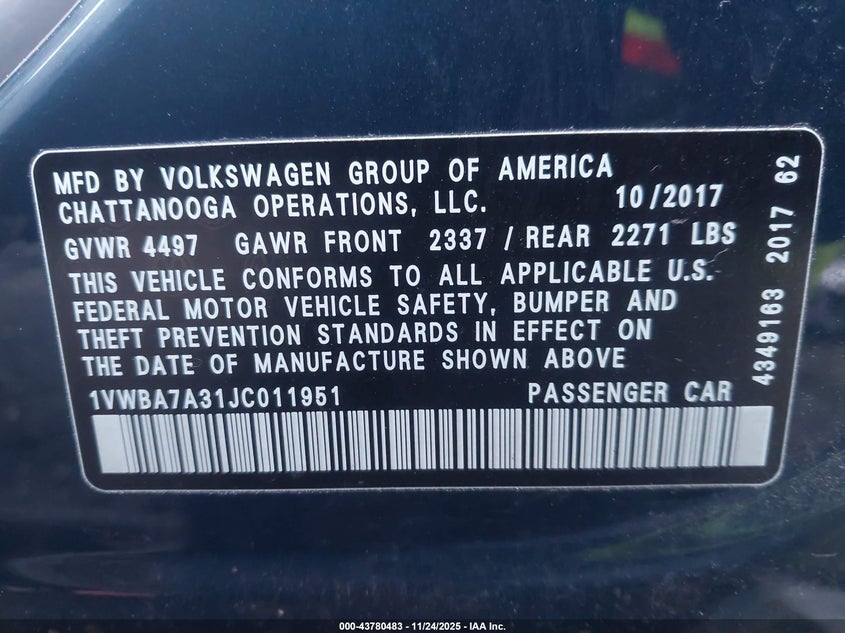 MFD BY VOLKSWAGEN GROUP OF AMERICA
CHATTANOOGA OPERATIONS, LLC. 10/2017
GVWR 4497 GAWR FRONT 2337 / REAR 2271 LBS
THIS VEHICLE CONFORMS TO ALL APPLICABLE U.S.
FEDERAL MOTOR VEHICLE SAFETY, BUMPER AND
THEFT PREVENTION STANDARDS IN EFFECT ON
THE DATE OF MANUFACTURE SHOWN ABOVE
1VWBA7A31JC011951 PASSENGER CAR
4349163 2017 62
000-43780483 - 11/24/2025 - IAA Inc.